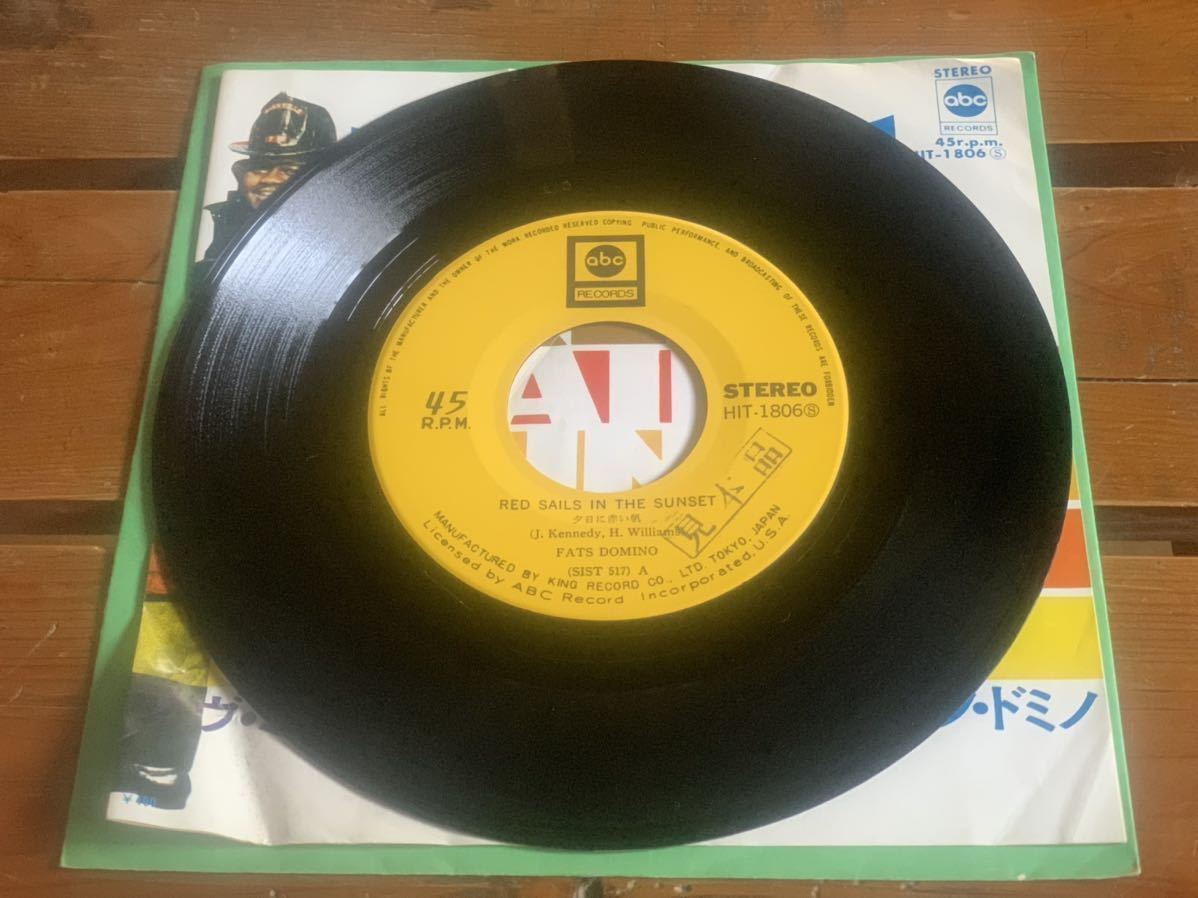 STEREO
abc
RECORDS
45r.p.m.
HIT-1806Ⓢ
ALL RIGHTS OF THE MANUFACTURER AND THE OWNER OF THE WORK RECORDED RESERVED COPYING PUBLIC PERFORMANCE AND BROADCASTING OF THESE RECORDS ARE FORBIDDEN
abc
RECORDS
45
R.P.M.
STEREO
HIT-1806Ⓢ
見本品
RED SAILS IN THE SUNSET
夕日に赤い帆
(J. Kennedy, H. Williams)
FATS DOMINO
(SIST 517) A
MANUFACTURED BY KING RECORD CO., LTD. TOKYO, JAPAN
Licensed by ABC Record Incorporated, U.S.A.
ヴ・
・ドミノ